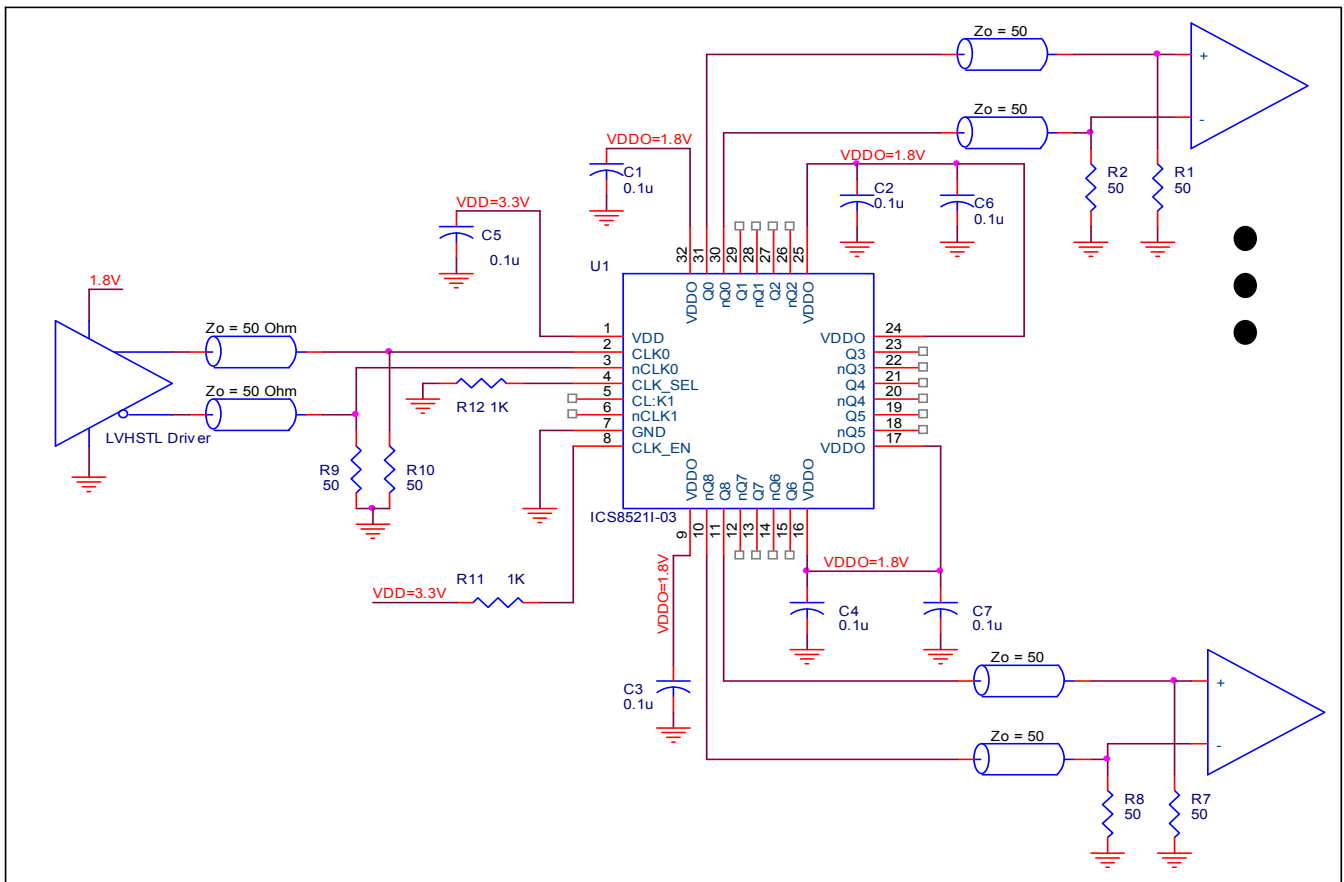 Zo = 50
+
-
Zo = 50
R2
50
R1
50
VDDO=1.8V
C1
0.1u
VDDO=1.8V
C2
0.1u
C6
0.1u
VDD=3.3V
C5
0.1u
1.8V
Zo = 50 Ohm
Zo = 50 Ohm
LVHSTL Driver
R9
50
R10
50
R12 1K
R11 1K
VDD=3.3V
U1
32
31
30
29
28
27
26
25
VDDO
Q0
nQ0
Q1
nQ1
Q2
nQ2
VDDO
1
VDD
2
CLK0
3
nCLK0
4
CLK_SEL
5
CL:K1
6
nCLK1
7
GND
8
CLK_EN
24
VDDO
23
Q3
22
nQ3
21
Q4
20
nQ4
19
Q5
18
nQ5
17
VDDO
VDDO
nQ8
Q8
nQ7
Q7
nQ6
Q6
VDDO
ICS8521I-03
9
10
11
12
13
14
15
16
VDDO=1.8V
C3
0.1u
VDDO=1.8V
C4
0.1u
C7
0.1u
Zo = 50
+
-
Zo = 50
R8
50
R7
50